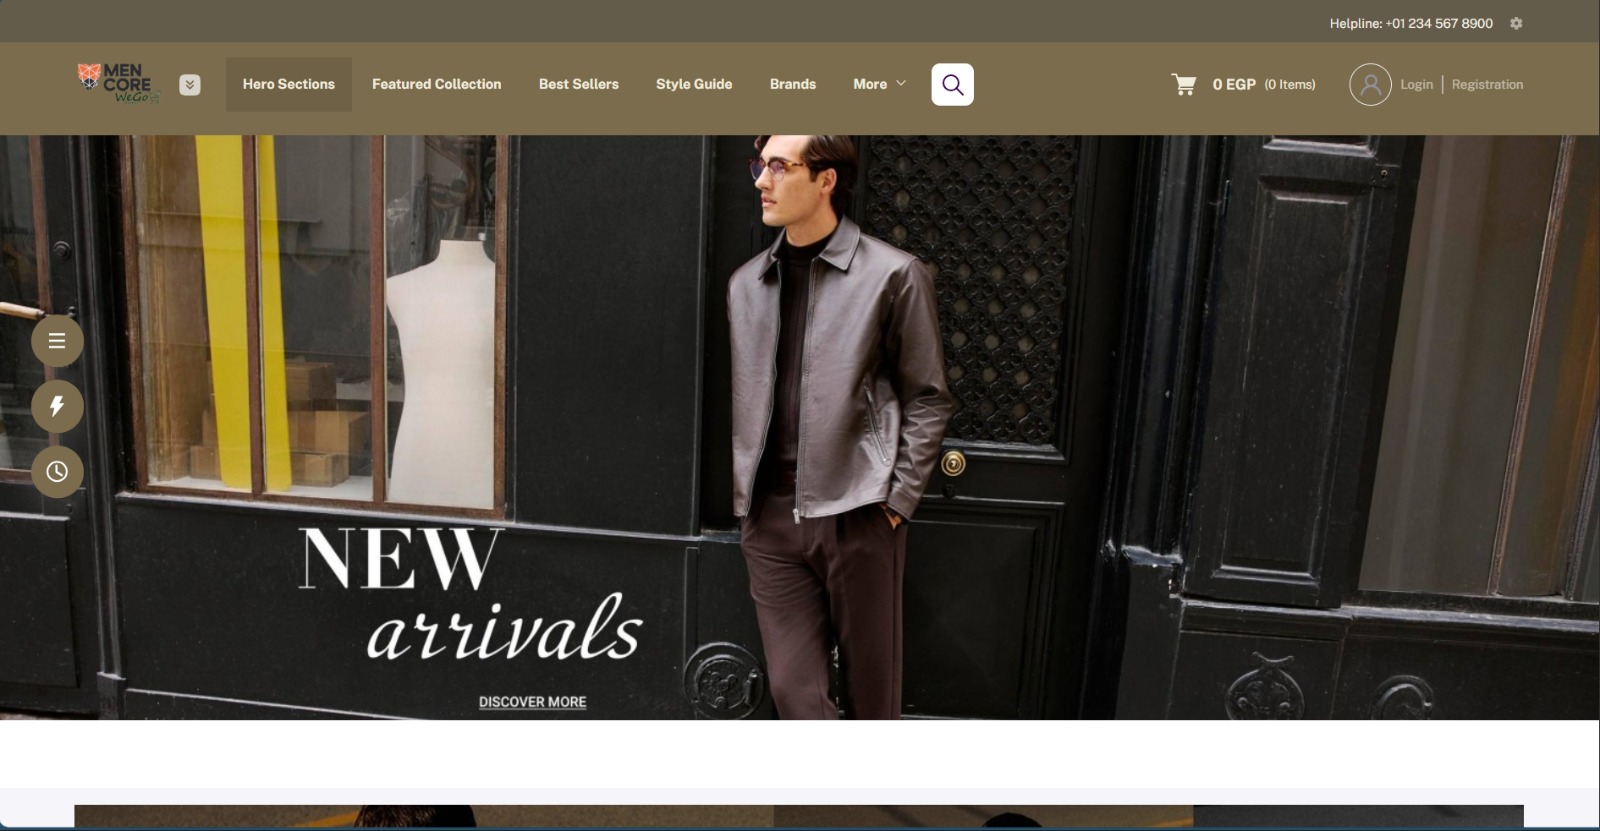 Helpline: +01 234 567 8900
MEN
CORE
WeGo
Hero Sections
Featured Collection
Best Sellers
Style Guide
Brands
More
0 EGP (0 Items)
Login | Registration
NEW
arrivals
DISCOVER MORE